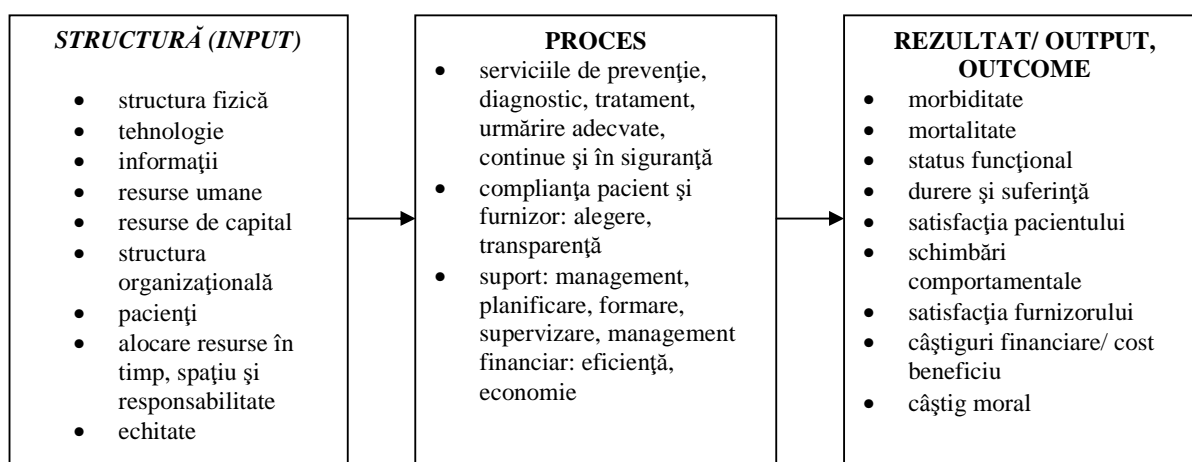 STRUCTURĂ (INPUT)
• structura fizică
• tehnologie
• informaţii
• resurse umane
• resurse de capital
• structura
organizaţională
• pacienţi
• alocare resurse în
timp, spaţiu şi
responsabilitate
• echitate
PROCES
• serviciile de prevenţie,
diagnostic, tratament,
urmărire adecvate,
continue şi în siguranţă
• complianţa pacient şi
furnizor: alegere,
transparenţă
• suport: management,
planificare, formare,
supervizare, management
financiar: eficienţă,
economie
REZULTAT/ OUTPUT,
OUTCOME
• morbiditate
• mortalitate
• status funcţional
• durere şi suferinţă
• satisfacţia pacientului
• schimbări
comportamentale
• satisfacţia furnizorului
• câştiguri financiare/ cost
beneficiu
• câştig moral